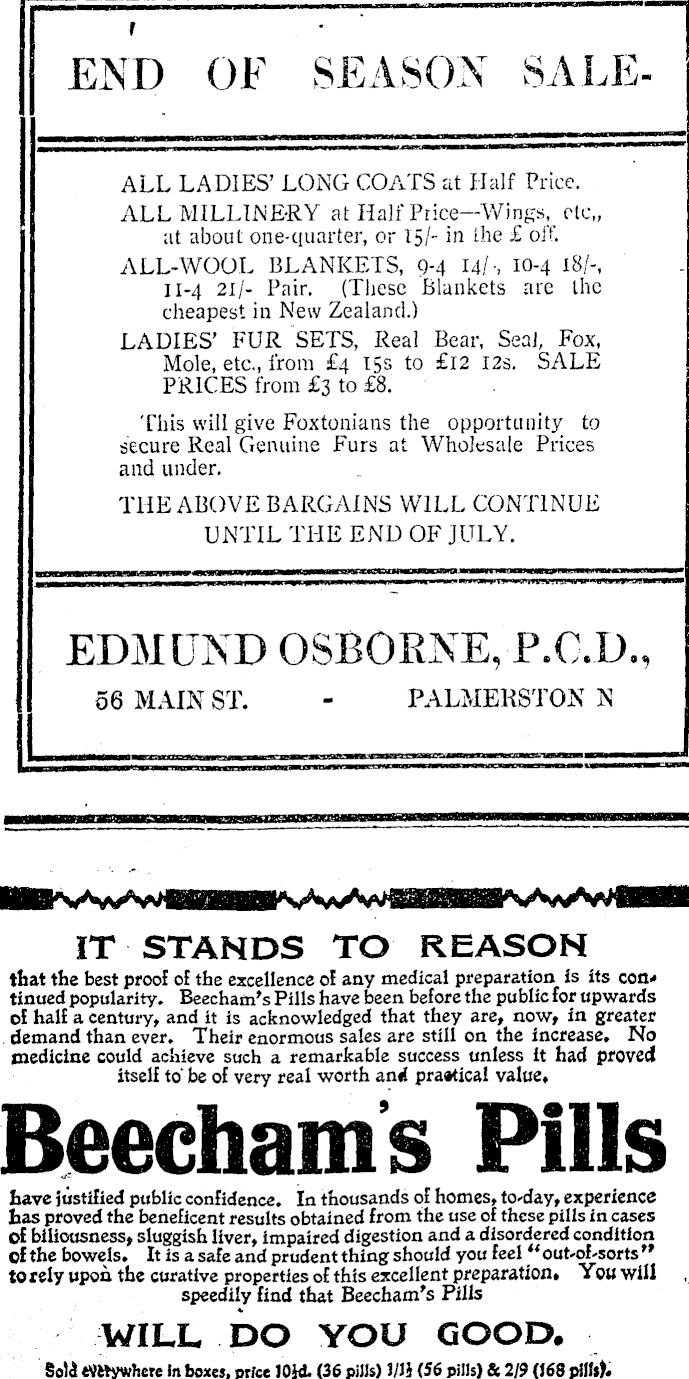 END OF SEASON SALE-
ALL LADIES' LONG COATS at Half Price.
ALL MILLINERY at Half Price—Wings, etc.,
at about one-quarter, or 15/- in the £ off.
ALL-WOOL BLANKETS, 9-4 14/-, 10-4 18/-,
11-4 21/- Pair. (These Blankets are the
cheapest in New Zealand.)
LADIES' FUR SETS, Real Bear, Seal, Fox,
Mole, etc., from £4 15s to £12 12s. SALE
PRICES from £3 to £8.
This will give Foxtonians the opportunity to
secure Real Genuine Furs at Wholesale Prices
and under.
THE ABOVE BARGAINS WILL CONTINUE
UNTIL THE END OF JULY.
EDMUND OSBORNE, P.C.D.,
56 MAIN ST. - PALMERSTON N
IT STANDS TO REASON
that the best proof of the excellence of any medical preparation is its con-
tinued popularity. Beecham's Pills have been before the public for upwards
of half a century, and it is acknowledged that they are, now, in greater
demand than ever. Their enormous sales are still on the increase. No
medicine could achieve such a remarkable success unless it had proved
itself to be of very real worth and practical value.
Beecham's Pills
have justified public confidence. In thousands of homes, to-day, experience
has proved the beneficent results obtained from the use of these pills in cases
of biliousness, sluggish liver, impaired digestion and a disordered condition
of the bowels. It is a safe and prudent thing should you feel "out-of-sorts"
to rely upon the curative properties of this excellent preparation. You will
speedily find that Beecham's Pills
WILL DO YOU GOOD.
Sold everywhere in boxes, price 10½d. (36 pills) 1/1½ (56 pills) & 2/9 (168 pills).